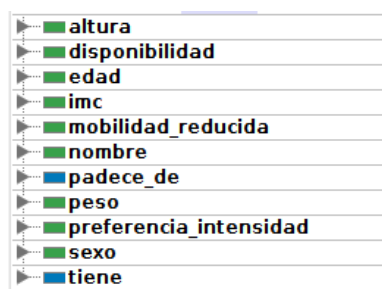 altura
disponibilidad
edad
imc
mobilidad_reducida
nombre
padece_de
peso
preferencia_intensidad
sexo
tiene